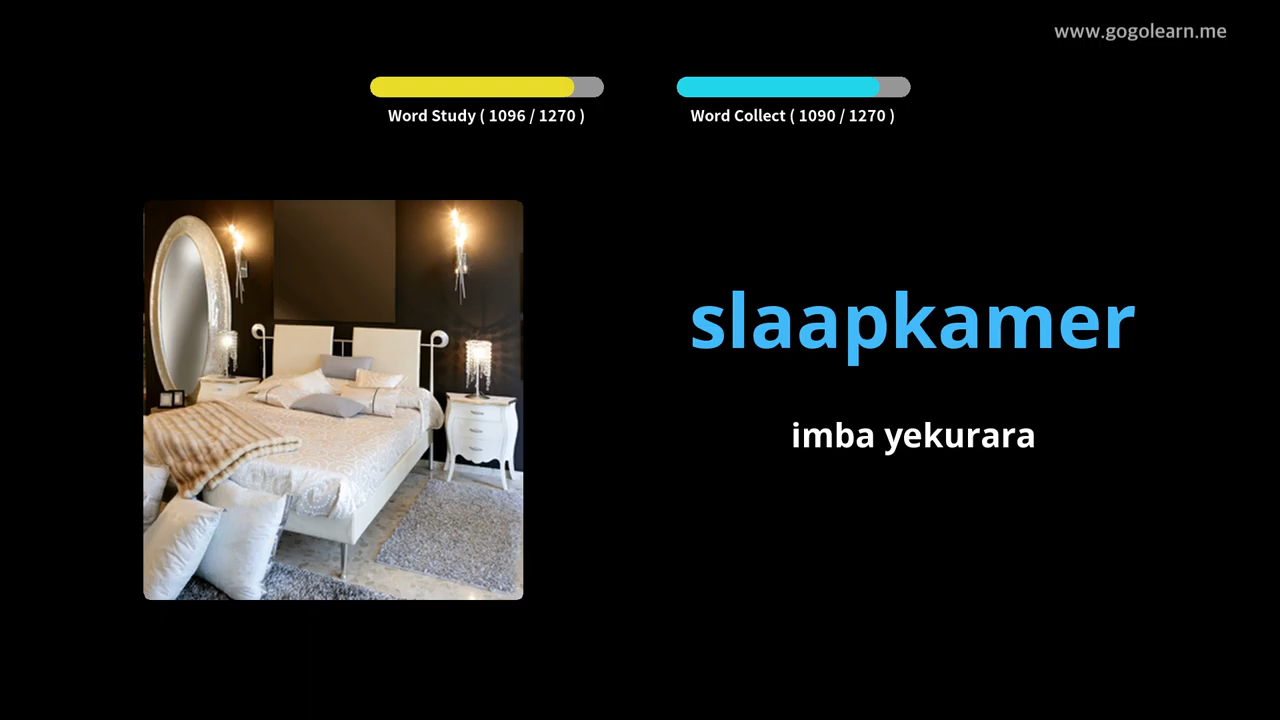 www.gogolearn.me
Word Study ( 1096 / 1270 )
Word Collect ( 1090 / 1270 )
slaapkamer
imba yekurara